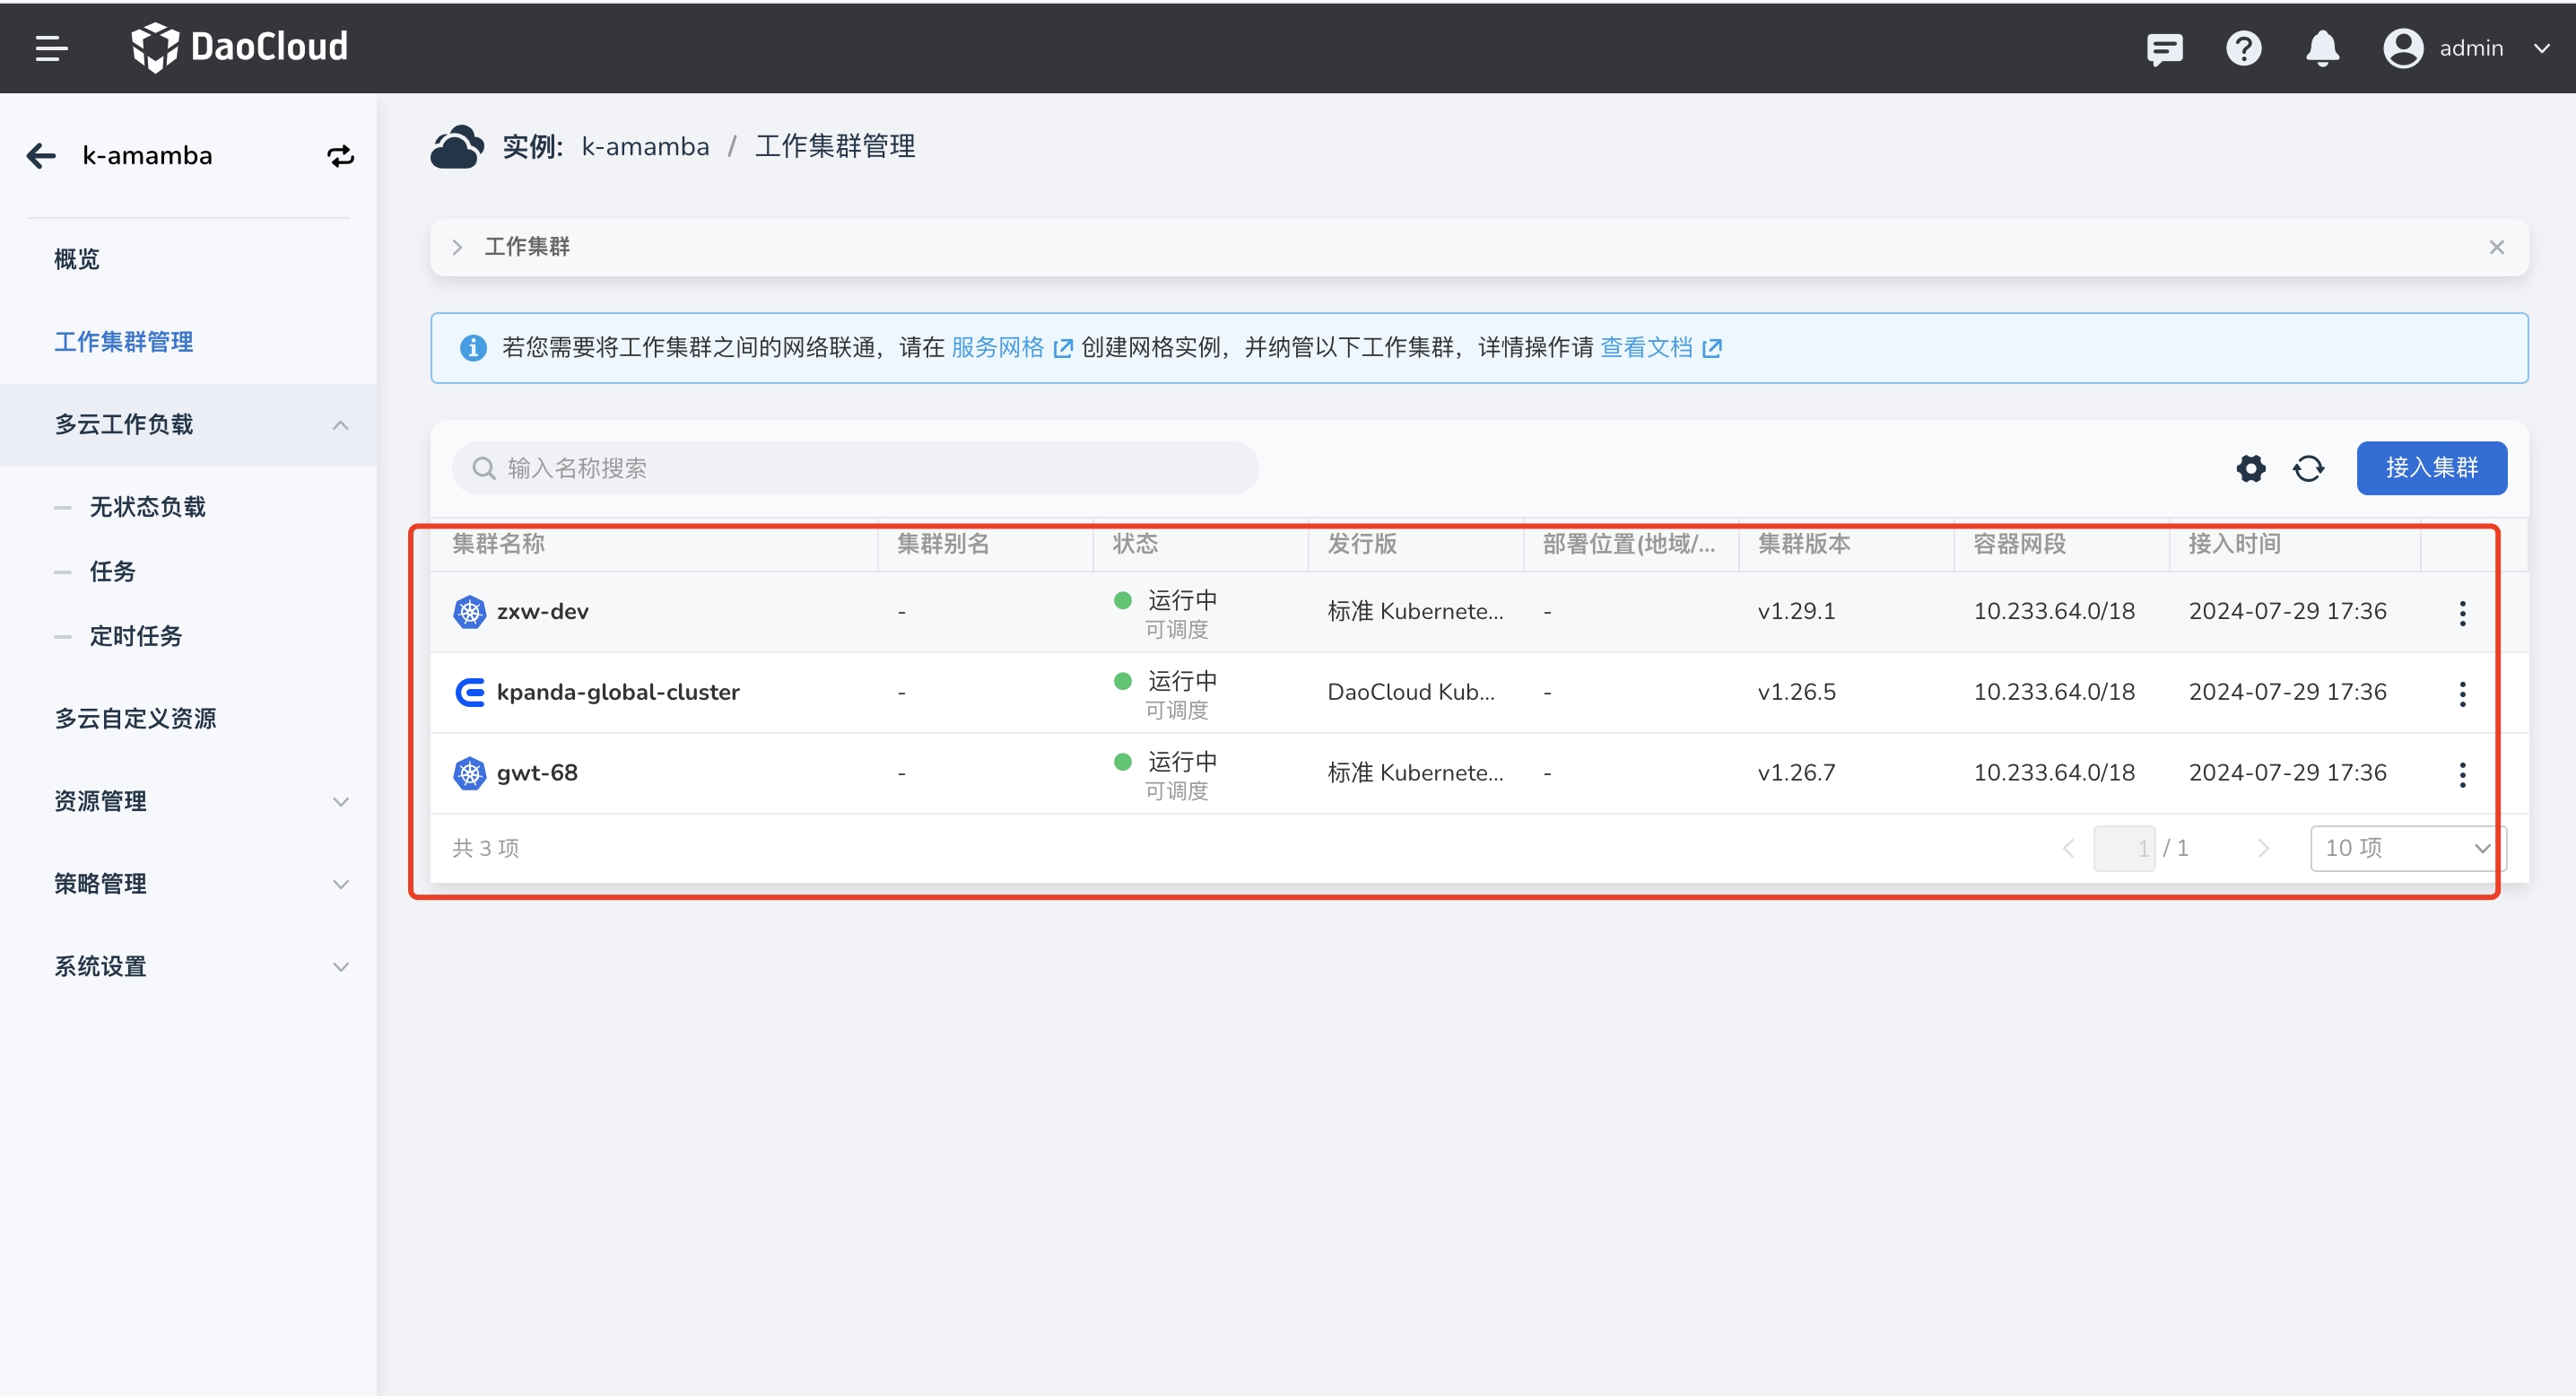 DaoCloud
admin
k-amamba
概览
工作集群管理
多云工作负载
无状态负载
任务
定时任务
多云自定义资源
资源管理
策略管理
系统设置
实例: k-amamba / 工作集群管理
工作集群
若您需要将工作集群之间的网络联通，请在 服务网格 创建网格实例，并纳管以下工作集群，详情操作请 查看文档
输入名称搜索
接入集群
集群名称 集群别名 状态 发行版 部署位置(地域/... 集群版本 容器网段 接入时间
zxw-dev - 运行中 标准 Kubernete... - v1.29.1 10.233.64.0/18 2024-07-29 17:36
可调度
kpanda-global-cluster - 运行中 DaoCloud Kub... - v1.26.5 10.233.64.0/18 2024-07-29 17:36
可调度
gwt-68 - 运行中 标准 Kubernete... - v1.26.7 10.233.64.0/18 2024-07-29 17:36
可调度
共 3 项 1 / 1 10 项